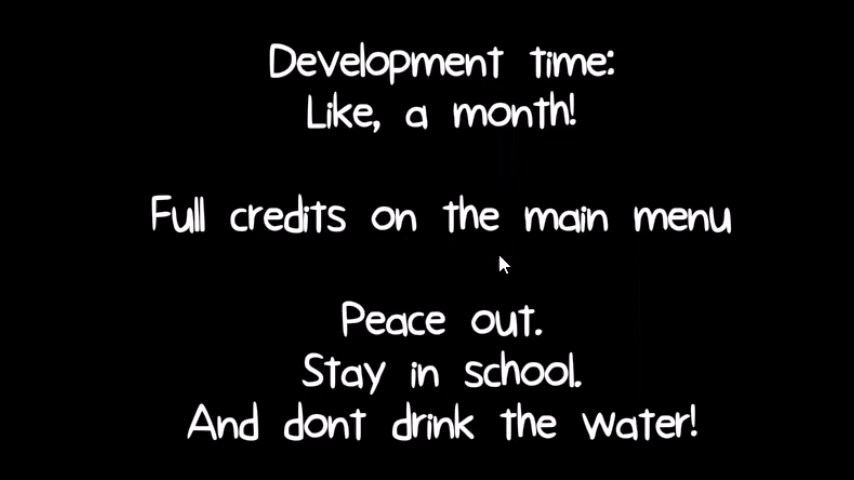 Development time:
Like, a month!
Full credits on the main menu
Peace out.
Stay in school.
And dont drink the water!